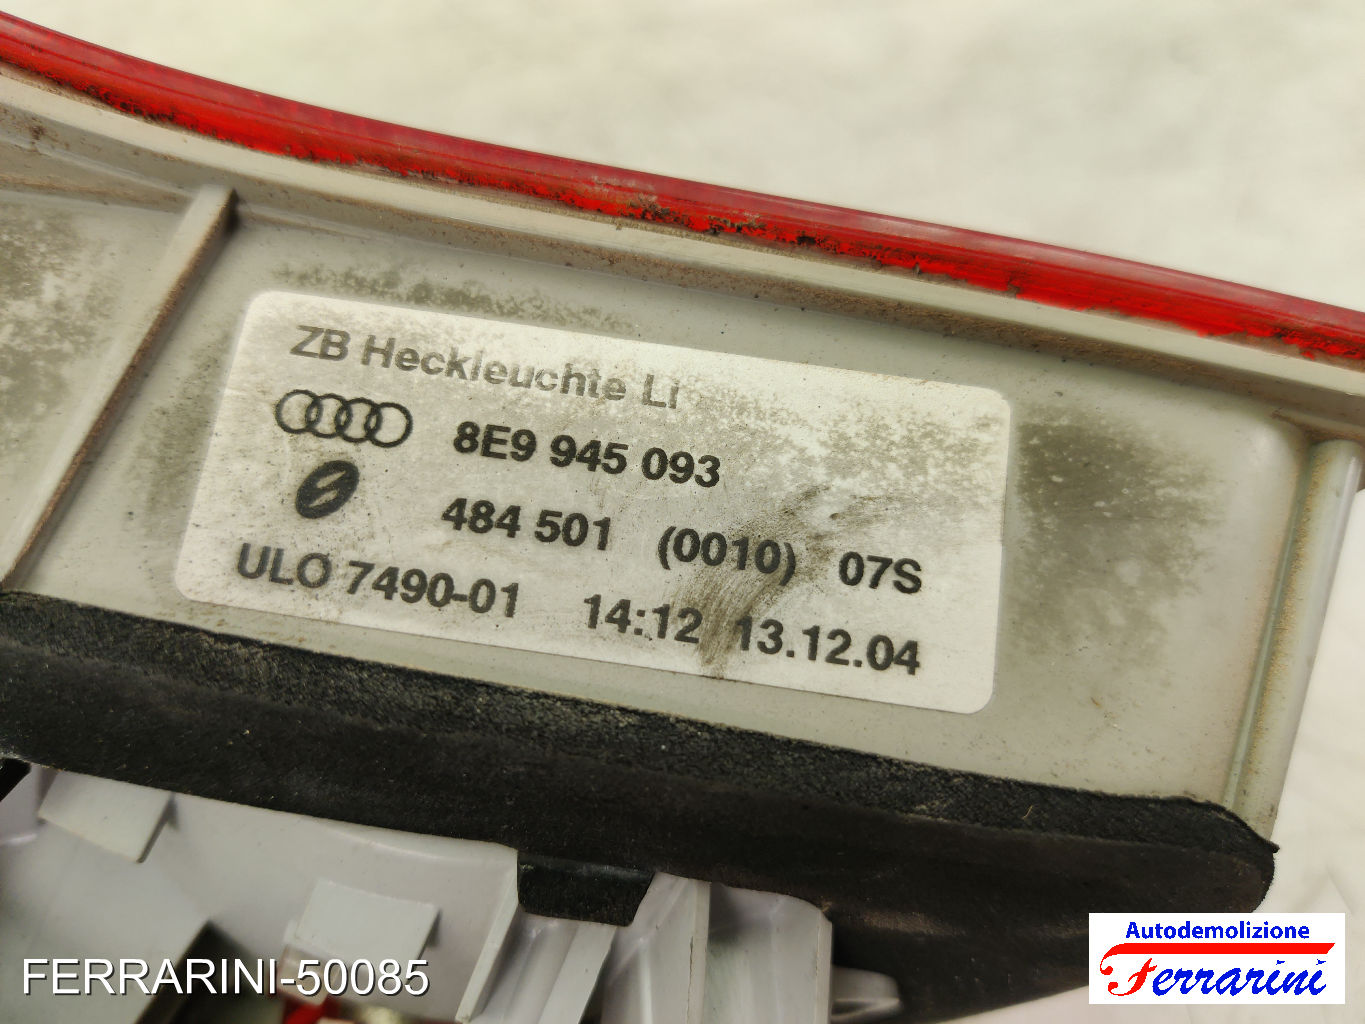 ZB Heckleuchte LI
8E9 945 093
484 501 (0010) 07S
ULO 7490-01 14:12 13.12.04
FERRARINI-50085
Autodemolizione
Ferrarini